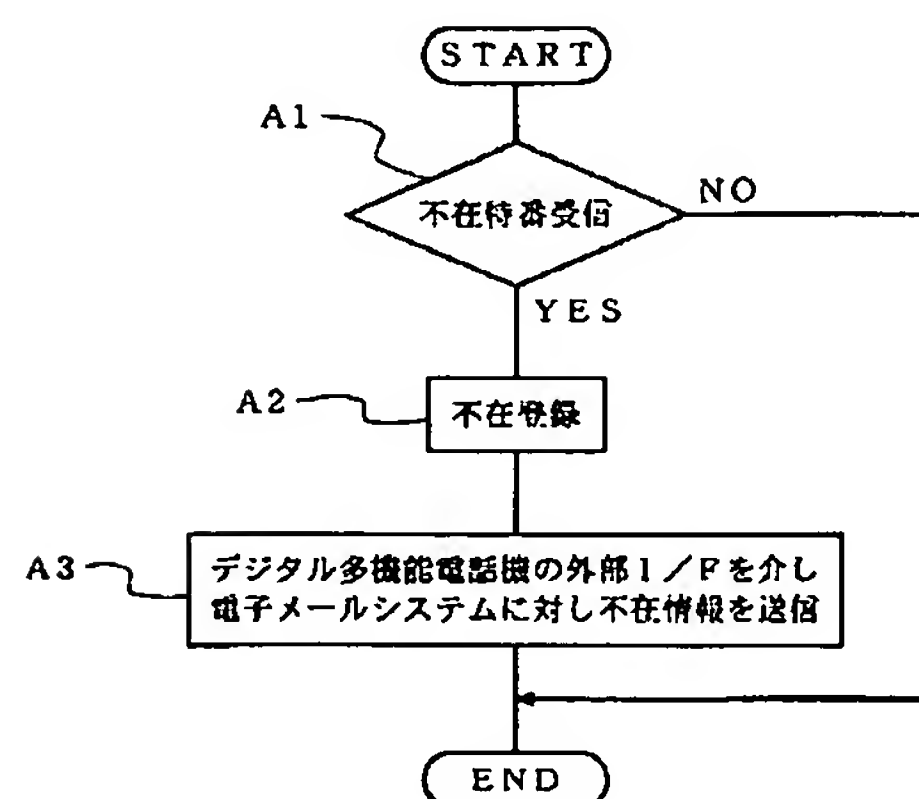 START
A1
不在特番受信
NO
YES
A2
不在登録
A3
デジタル多機能電話機の外部I/Fを介し
電子メールシステムに対し不在情報を送信
END